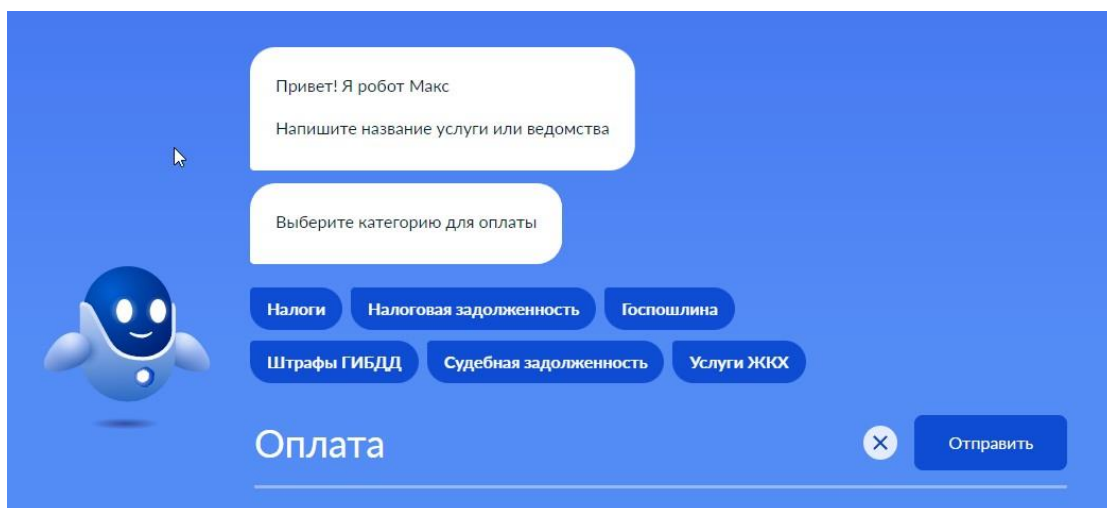 Привет! Я робот Макс
Напишите название услуги или ведомства
Выберите категорию для оплаты
Налоги Налоговая задолженность Госпошлина
Штрафы ГИБДД Судебная задолженность Услуги ЖКХ
Оплата Отправить